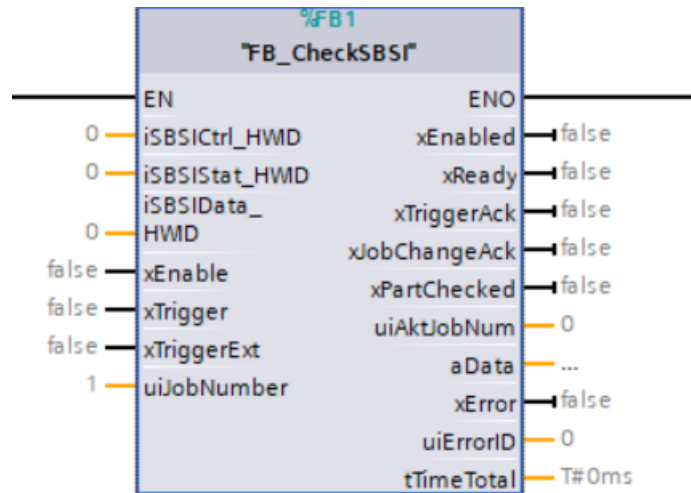 %FB1
"FB_CheckSBSI"
EN ENO
0 iSBSICtrl_HWID xEnabled false
0 iSBSIStat_HWID xReady false
iSBSIData_
0 HWID xTriggerAck false
false xEnable xJobChangeAck false
false xTrigger xPartChecked false
false xTriggerExt uiAktJobNum 0
1 uiJobNumber aData ...
xError false
uiErrorID 0
tTimeTotal T#0ms